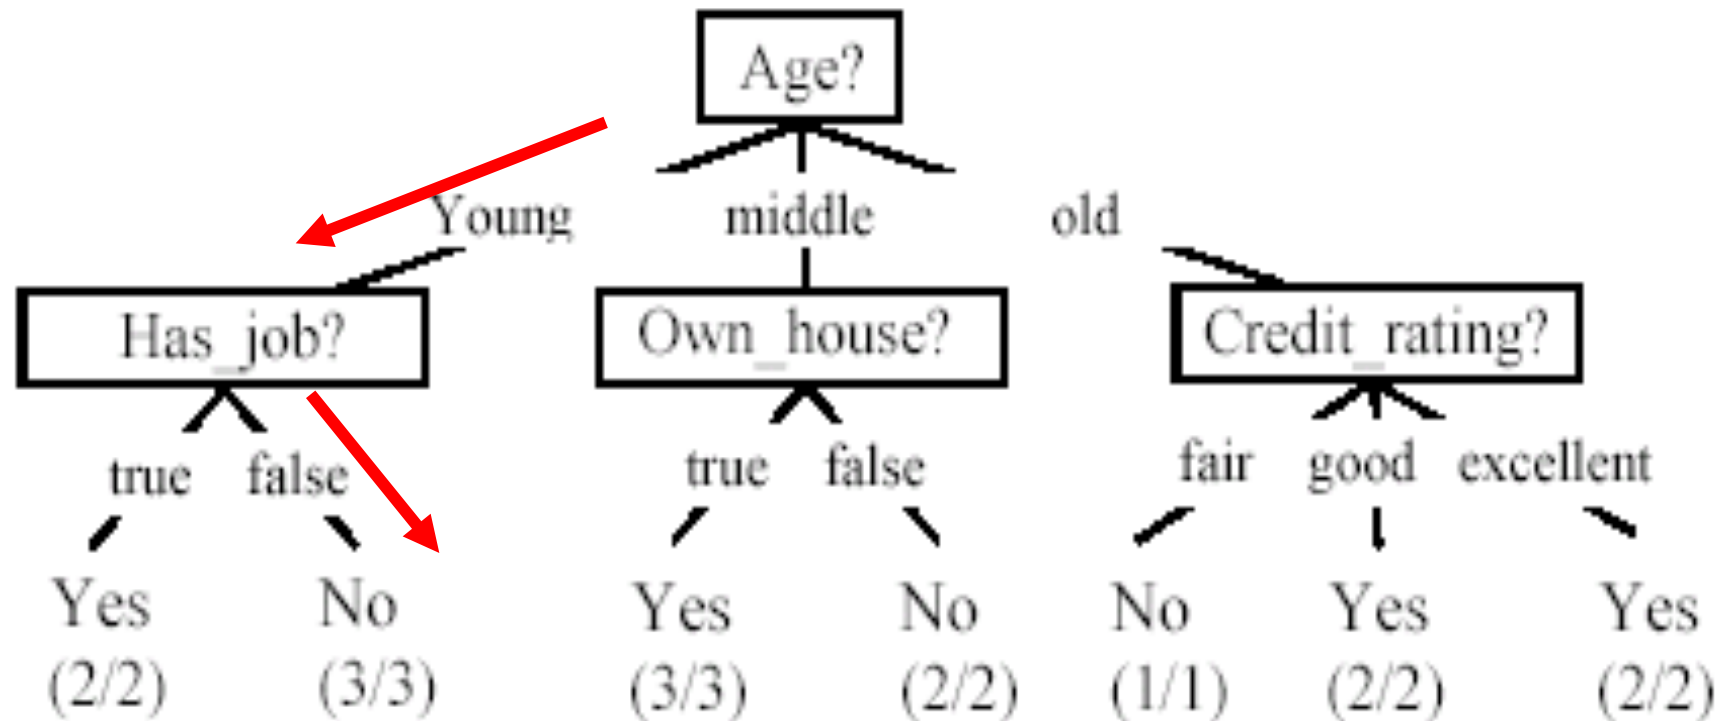 Age?
Young middle old
Has_job? Own_house? Credit_rating?
true false true false fair good excellent
Yes No Yes No No Yes Yes
(2/2) (3/3) (3/3) (2/2) (1/1) (2/2) (2/2)